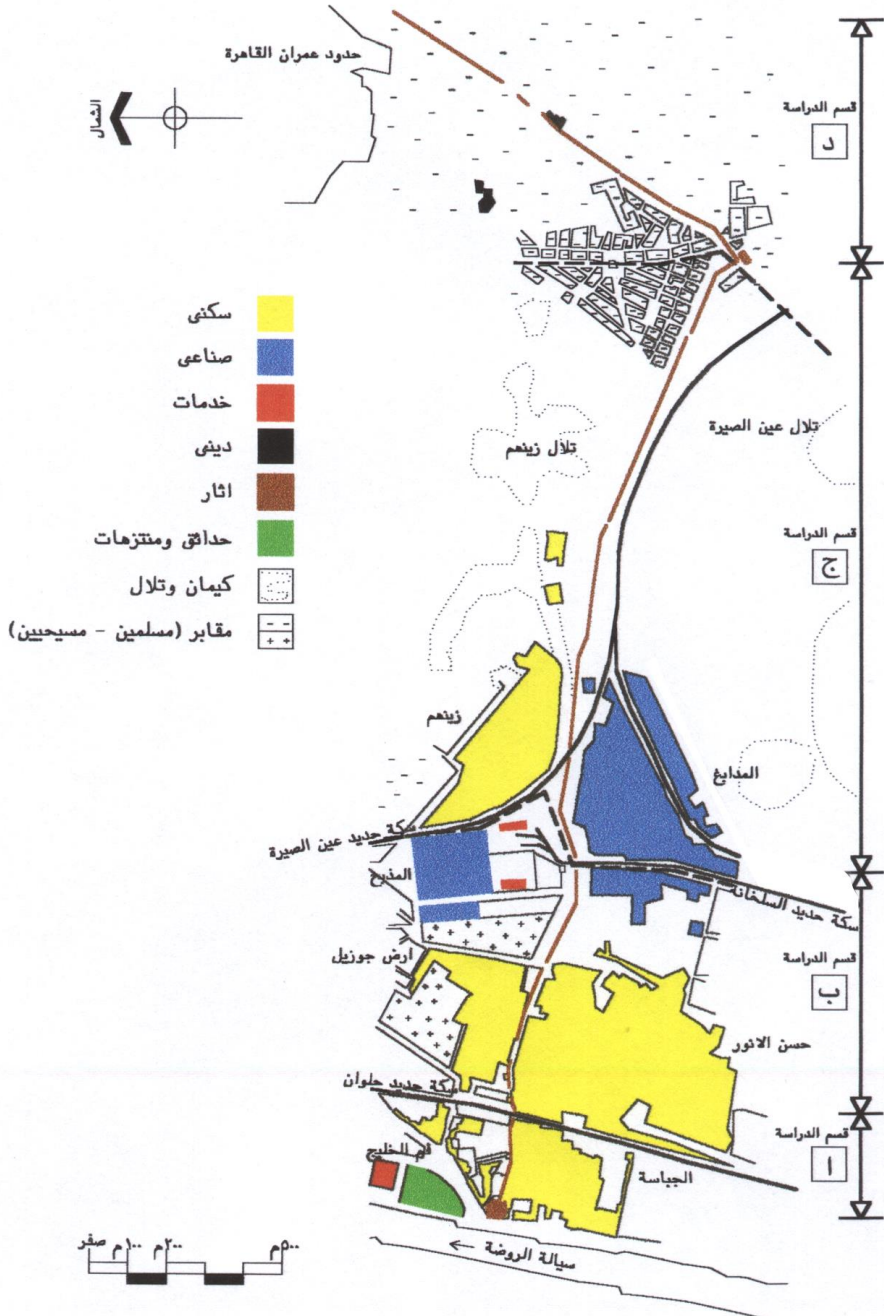 حدود عمران القاهرة
الشمال
قسم الدراسة
د
سكنى
صناعى
خدمات
دينى
اثار
حدائق ومنتزهات
كيمان وتلال
مقابر (مسلمين - مسيحيين)
تلال عين الصيرة
تلال زينهم
قسم الدراسة
ج
زينهم
المدابغ
سكة حديد عين الصيرة
المذبح
سكة حديد السلخانة
ارض جوزيل
قسم الدراسة
ب
حسن الانور
سكة حديد حلوان
قسم الدراسة
ا
فم الخليج
الجباسة
سيالة الروضة
صفر ١٠٠م ٢٠٠م ٥٠٠م